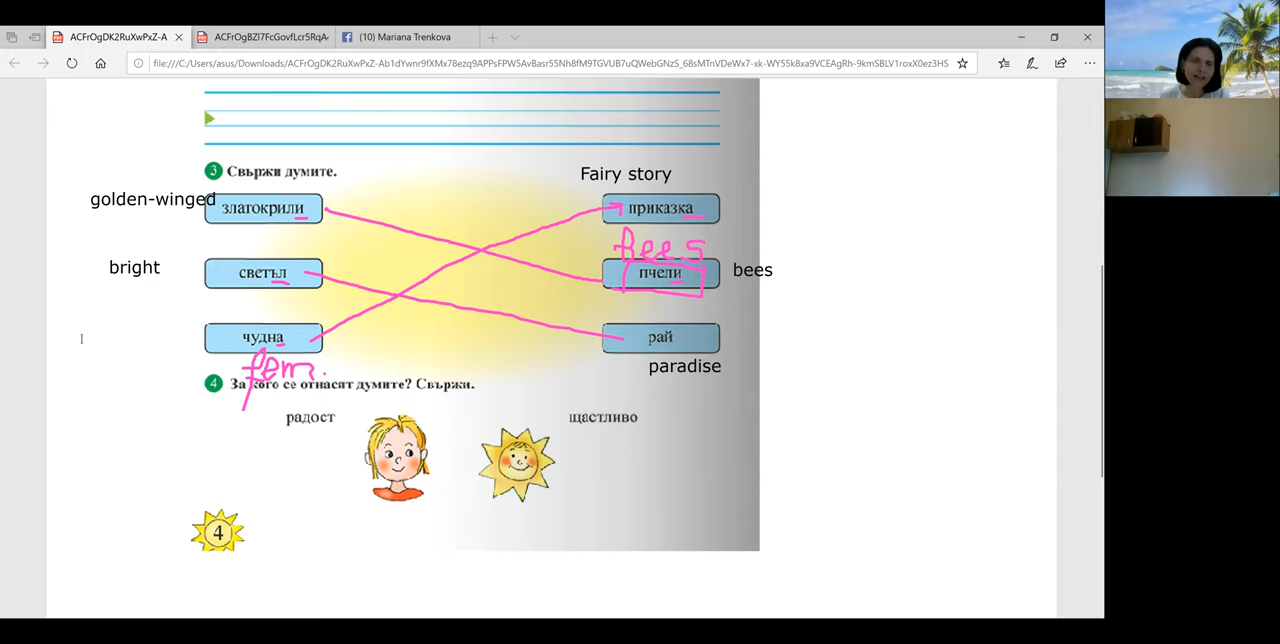 ACFrOgDK2RuXwPxZ-A
ACFrOgBZl7FcGovfLcr5RqA
(10) Mariana Trenkova
file:///C:/Users/asus/Downloads/ACFrOgDK2RuXwPxZ-Ab1dYwnr9fXMx78ezq9APPsFPW5AvBasr55Nh8fM9TGVUB7uQWebGNzS_68sMTnVDeWx7-xk-WY55k8xa9VCEAgRh-9kmSBLV1roxX0ez3HS
3 Свържи думите.
Fairy story
golden-winged
златокрили
приказка
Bees
bright
светъл
пчели
bees
чудна
рай
fem.
paradise
4 За кого се отнасят думите? Свържи.
радост
щастливо
4